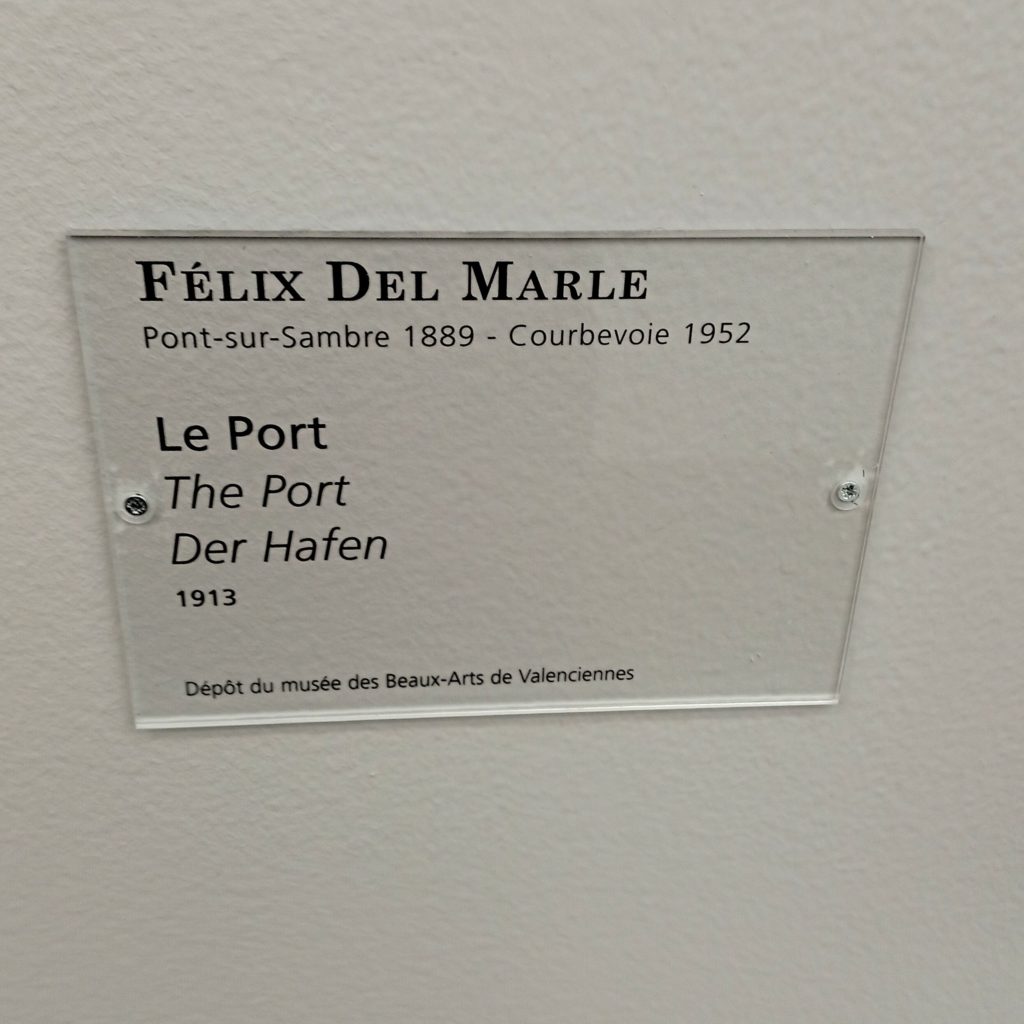 FÉLIX DEL MARLE
Pont-sur-Sambre 1889 - Courbevoie 1952
Le Port
The Port
Der Hafen
1913
Dépôt du musée des Beaux-Arts de Valenciennes